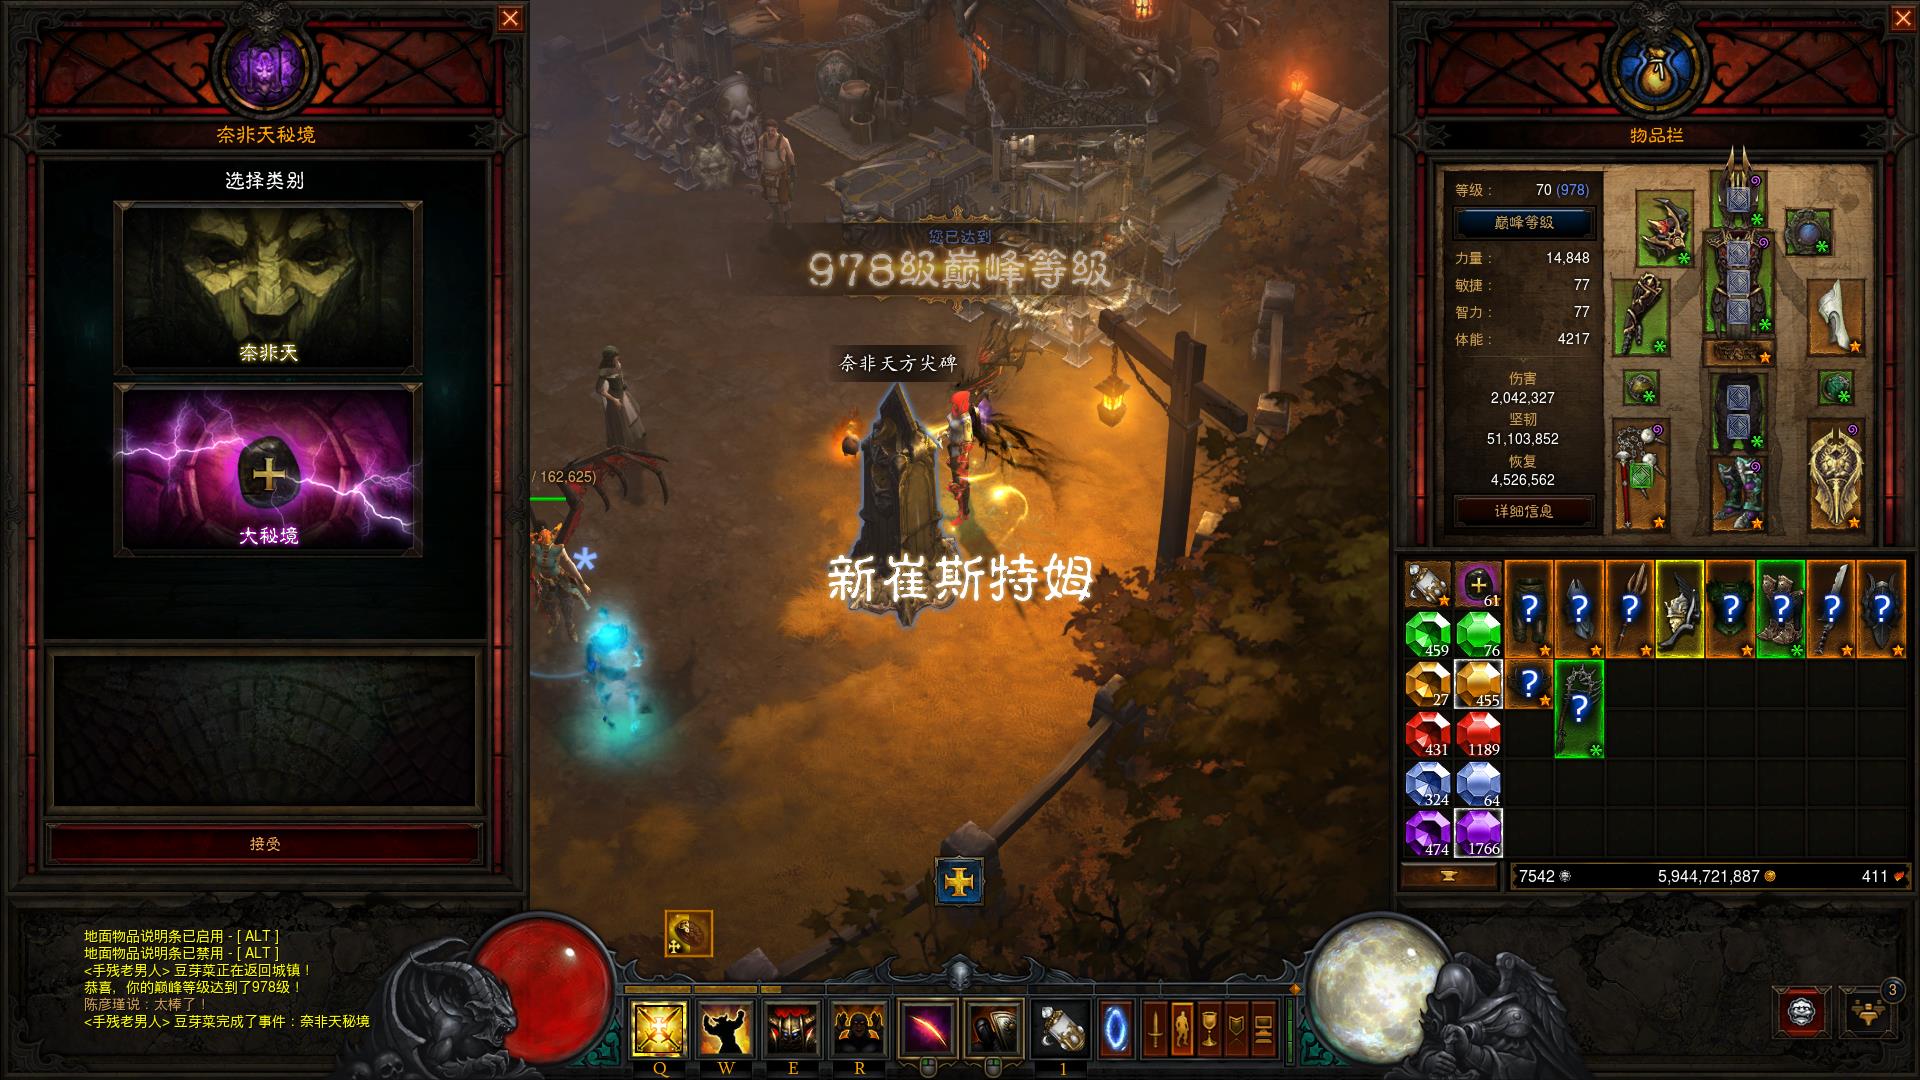 奈非天秘境
选择类别
奈非天
大秘境
接受
地面物品说明条已启用 - [ ALT ]
地面物品说明条已禁用 - [ ALT ]
<手残老男人> 豆芽菜正在返回城镇！
恭喜，你的巅峰等级达到了978级！
陈彦瑾说：太棒了！
<手残老男人> 豆芽菜完成了事件：奈非天秘境
您已达到
978级巅峰等级
奈非天方尖碑
/ 162,625)
新崔斯特姆
Q
W
E
R
1
物品栏
等级：
70 (978)
巅峰等级
力量：
14,848
敏捷：
77
智力：
77
体能：
4217
伤害
2,042,327
坚韧
51,103,852
恢复
4,526,562
详细信息
61
? ? ? ? ? ? ?
459
76
27
455
?
?
431
1189
324
64
474
1766
7542
5,944,721,887
411
3